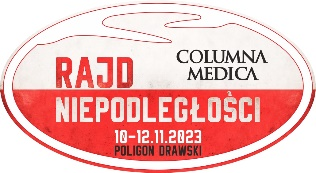 RAJD
COLUMNA
MEDICA
NIEPODLEGŁOŚCI
10-12.11.2023
POLIGON DRAWSKI